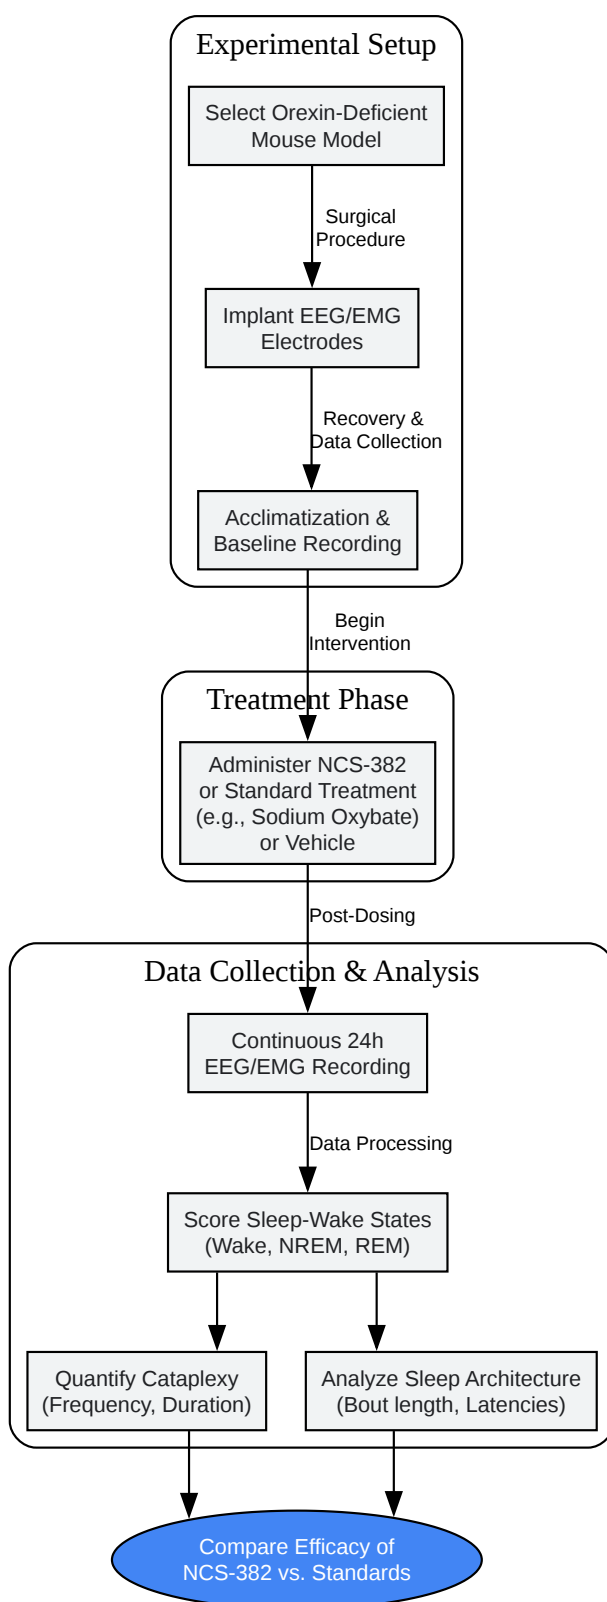 Experimental Setup
Select Orexin-Deficient
Mouse Model
Surgical
Procedure
Implant EEG/EMG
Electrodes
Recovery &
Data Collection
Acclimatization &
Baseline Recording
Begin
Intervention
Treatment Phase
Administer NCS-382
or Standard Treatment
(e.g., Sodium Oxybate)
or Vehicle
Post-Dosing
Data Collection & Analysis
Continuous 24h
EEG/EMG Recording
Data Processing
Score Sleep-Wake States
(Wake, NREM, REM)
Quantify Cataplexy
(Frequency, Duration)
Analyze Sleep Architecture
(Bout length, Latencies)
Compare Efficacy of
NCS-382 vs. Standards